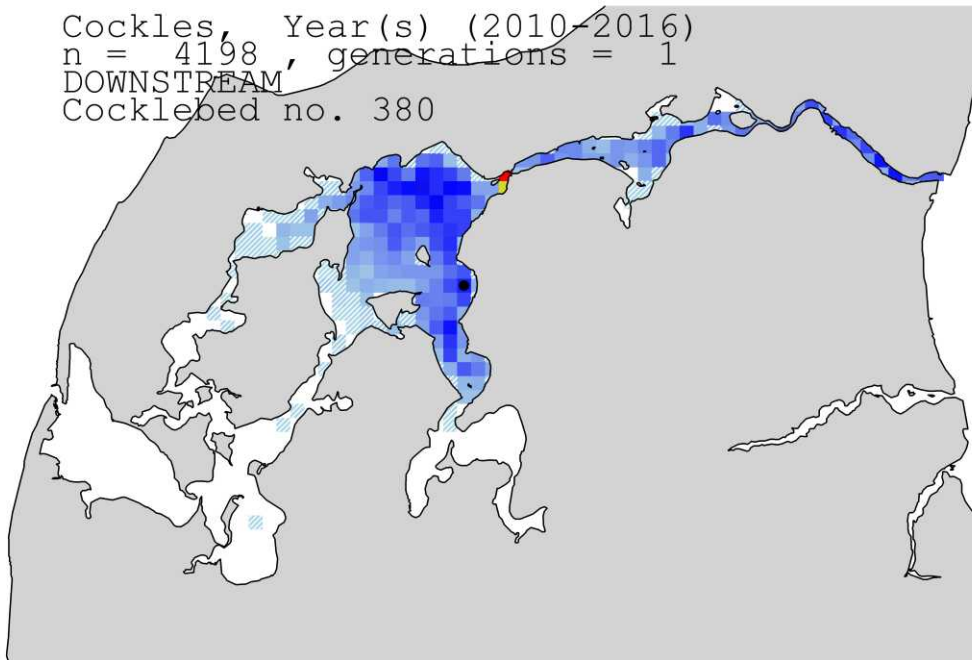 Cockles, Year(s) (2010-2016)
n = 4198 , generations = 1
DOWNSTREAM
Cocklebed no. 380